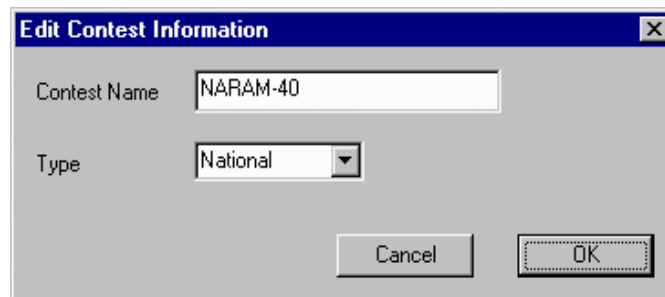 Edit Contest Information
Contest Name NARAM-40
Type National
Cancel OK